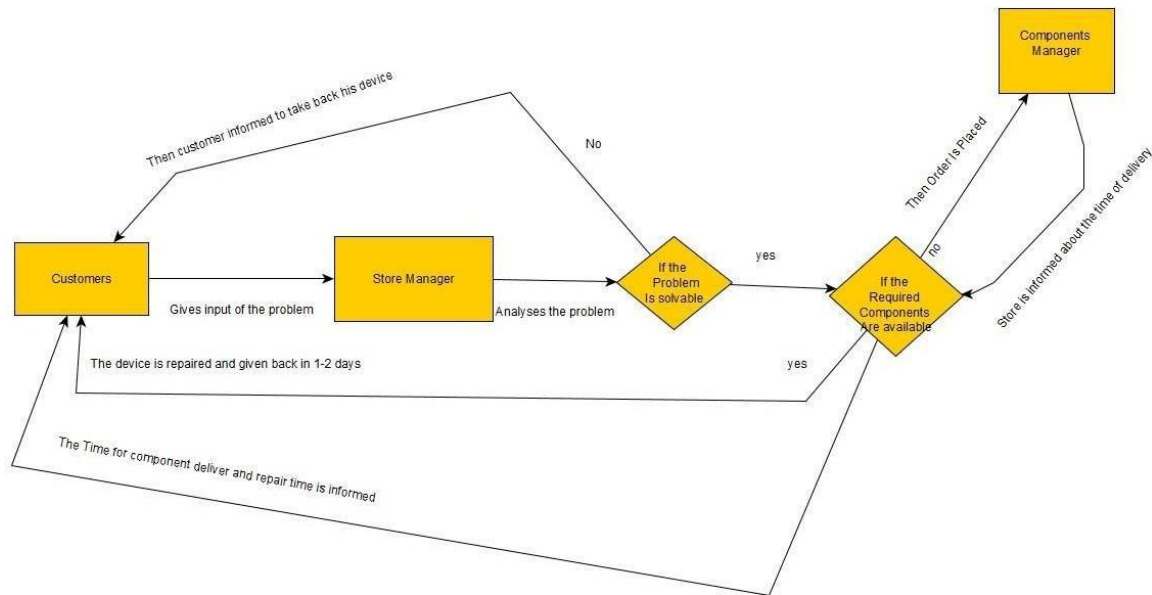 Components
Manager
Then customer informed to take back his device
No
Then Order Is Placed
Store is informed about the time of delivery
no
Customers
Store Manager
If the
Problem
Is solvable
yes
If the
Required
Components
Are available
Gives input of the problem
Analyses the problem
The device is repaired and given back in 1-2 days
yes
The Time for component deliver and repair time is informed